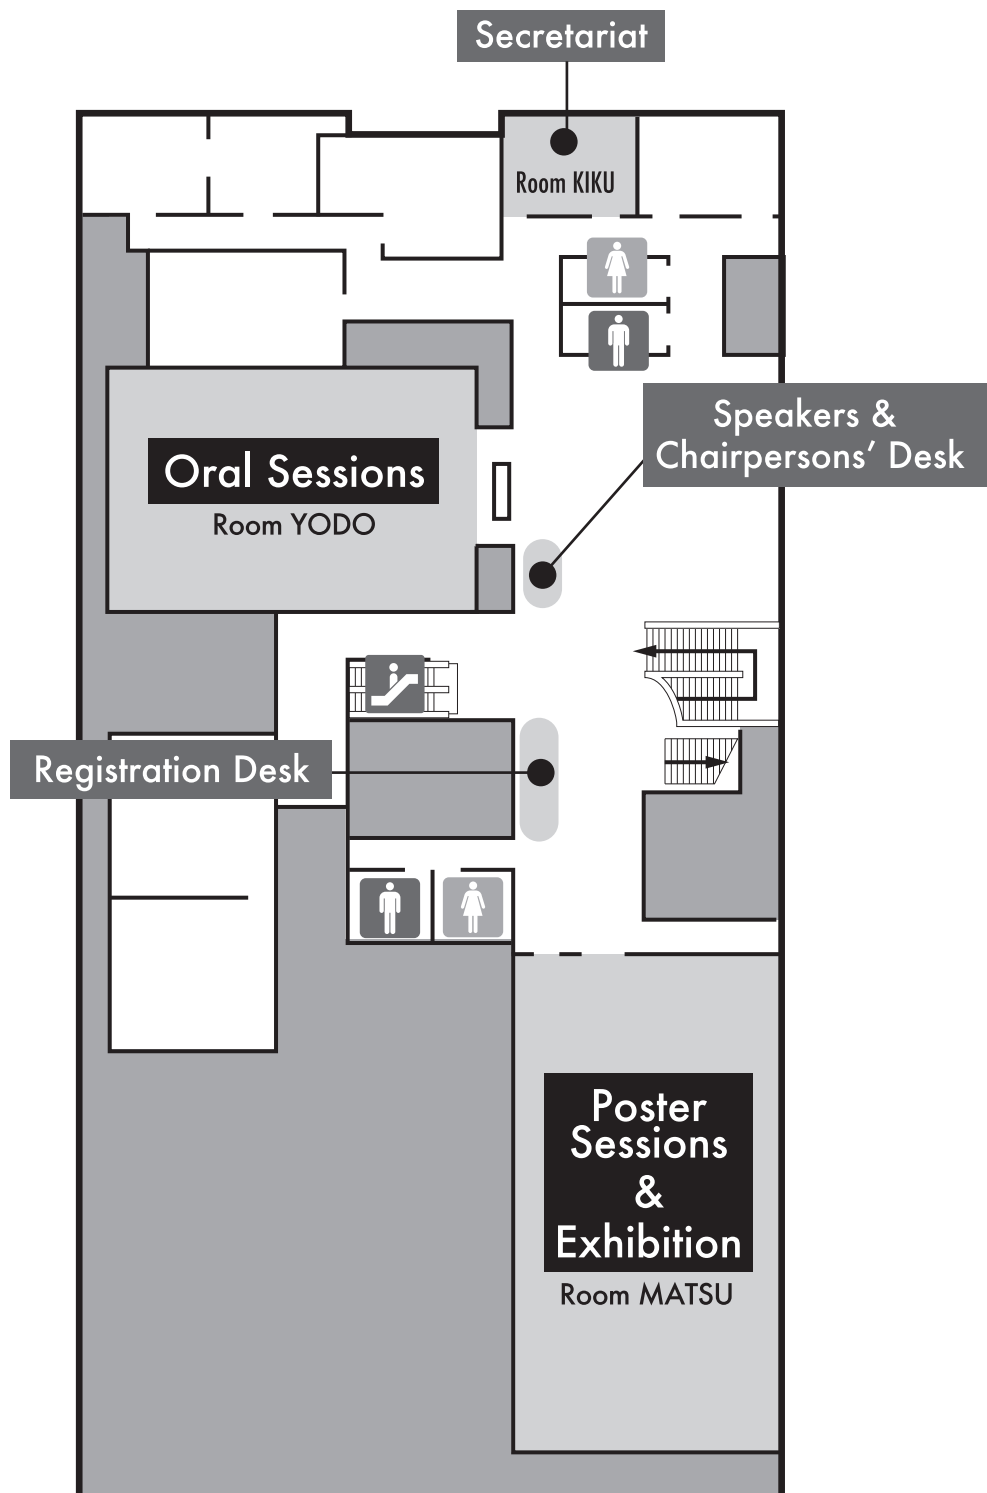 Secretariat
Room KIKU
Speakers &
Chairpersons’ Desk
Oral Sessions
Room YODO
Registration Desk
Poster
Sessions
&
Exhibition
Room MATSU